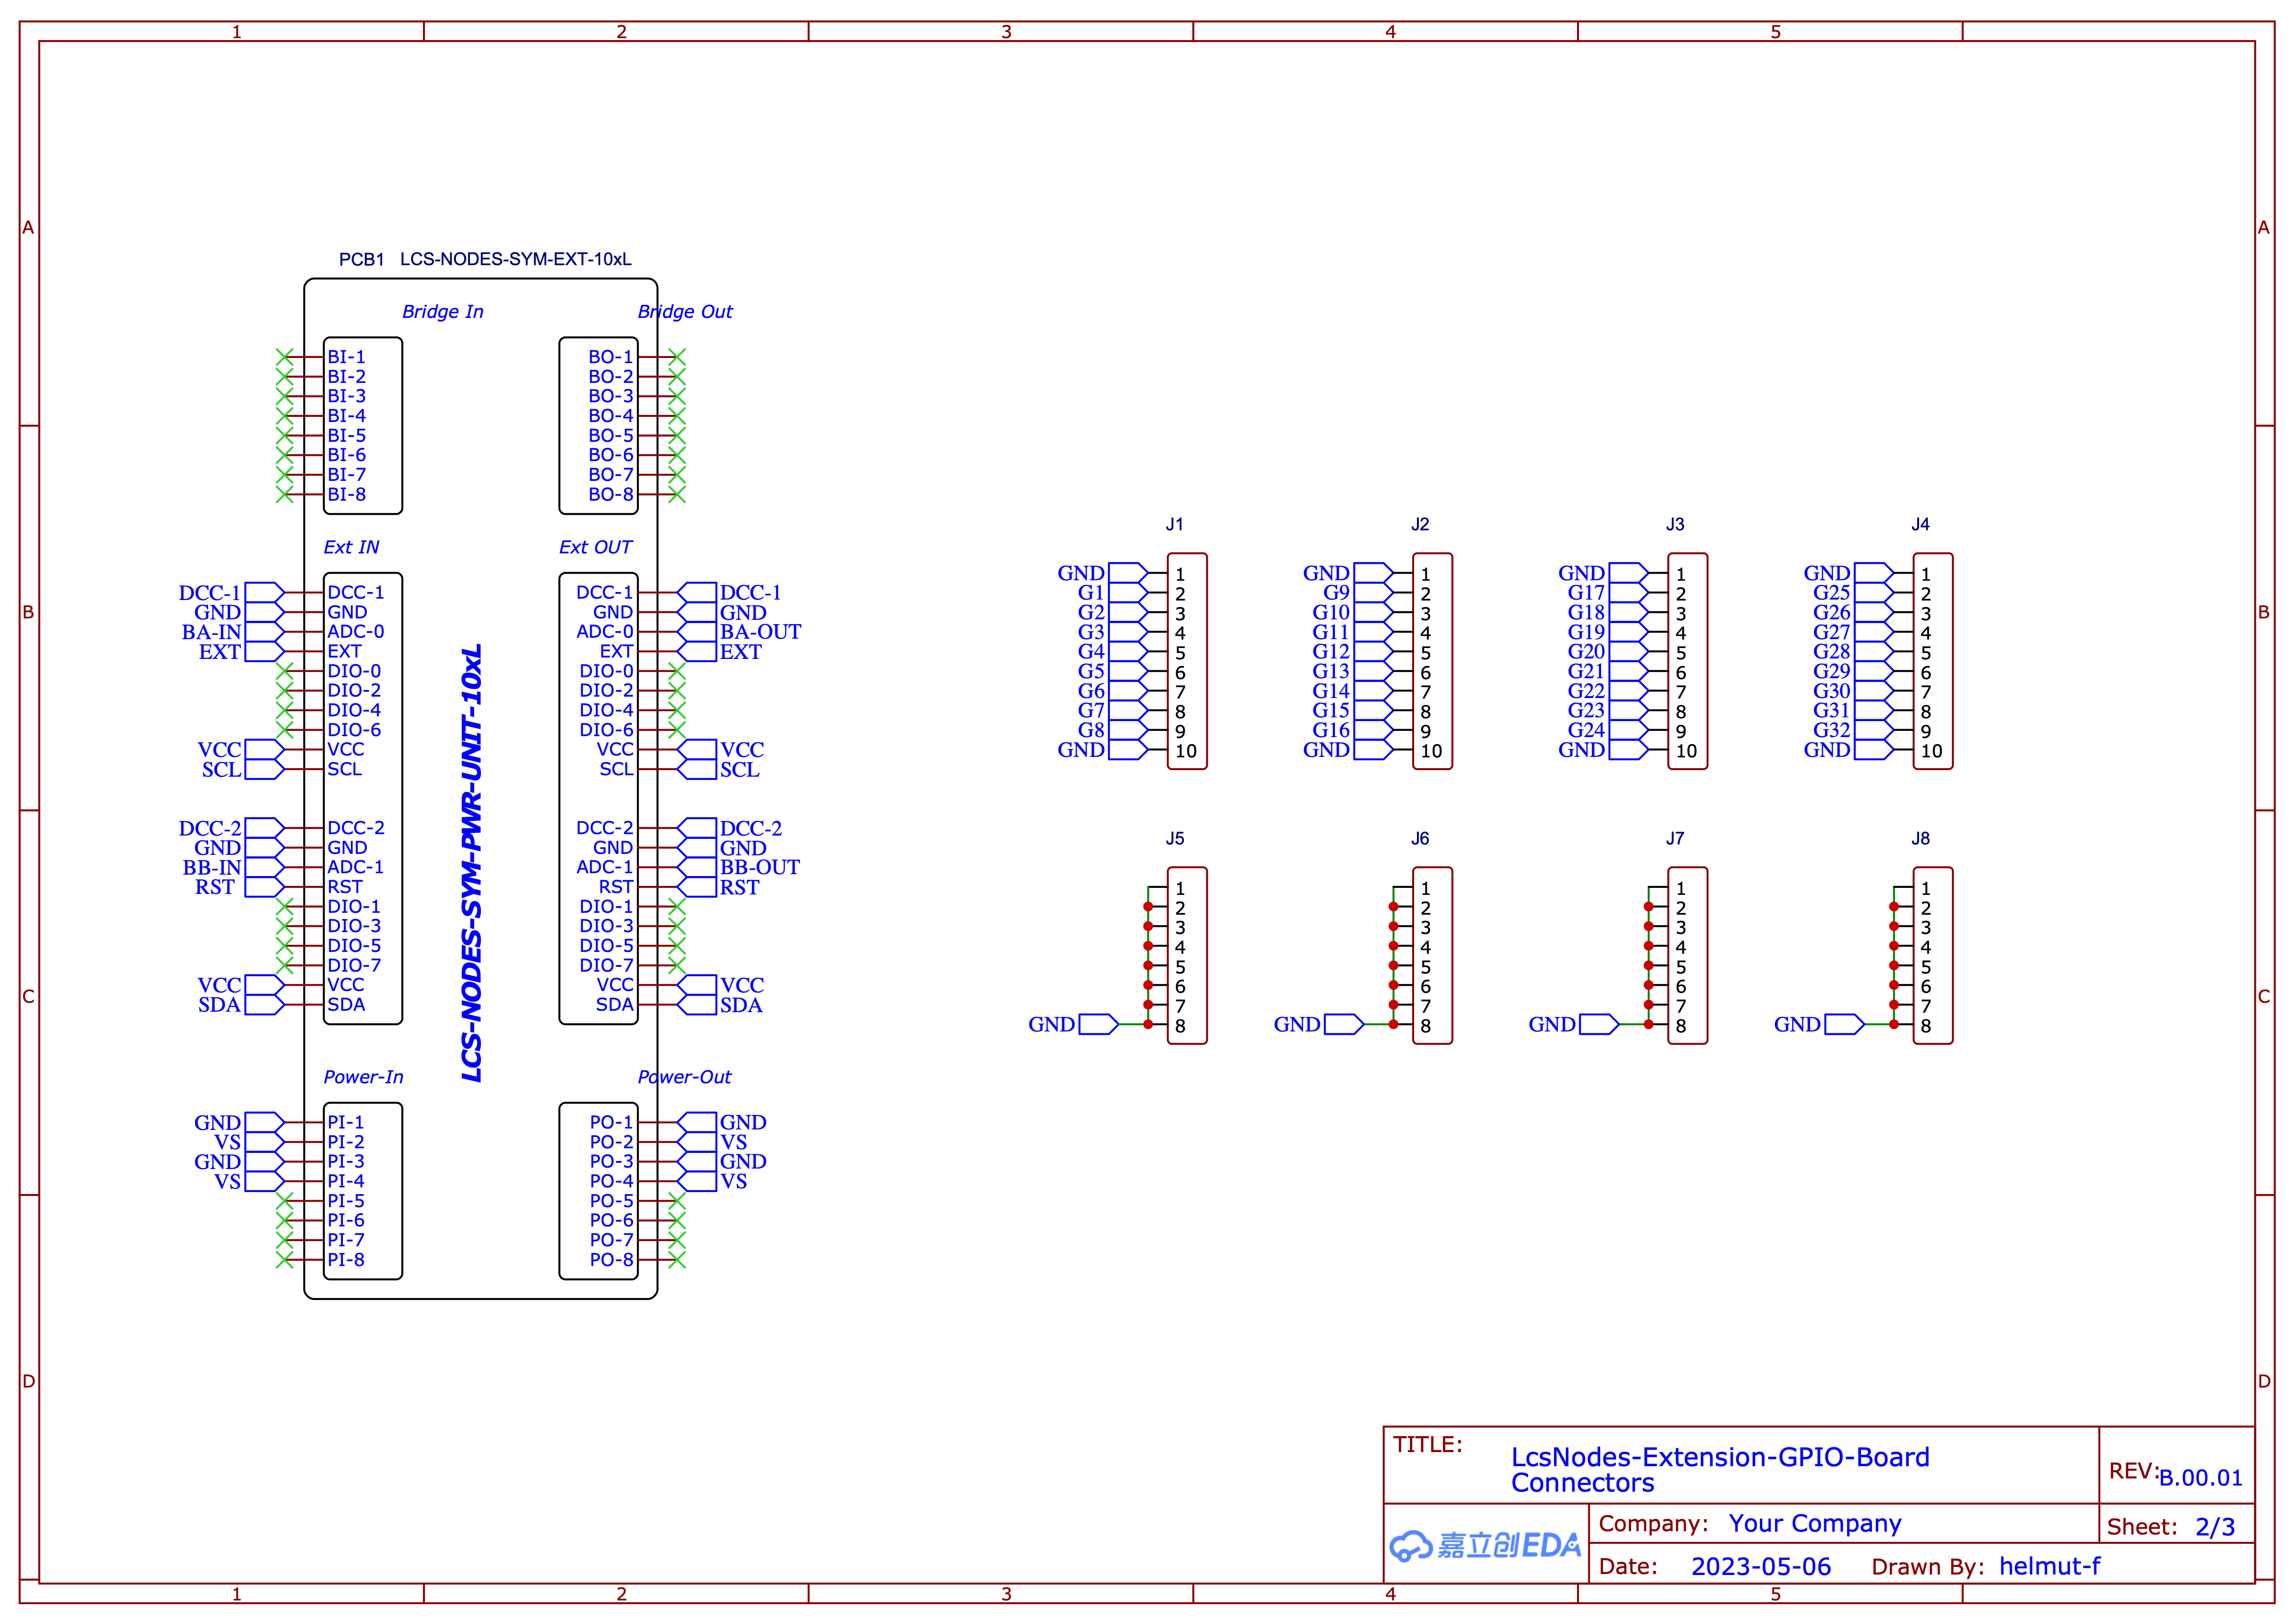 1 2 3 4 5
A A
PCB1 LCS-NODES-SYM-EXT-10xL
Bridge In Bridge Out
BI-1 BO-1
BI-2 BO-2
BI-3 BO-3
BI-4 BO-4
BI-5 BO-5
BI-6 BO-6
BI-7 BO-7
BI-8 BO-8
Ext IN Ext OUT
DCC-1 DCC-1 DCC-1 DCC-1
GND GND GND GND
BA-IN ADC-0 ADC-0 BA-OUT
EXT EXT EXT EXT
DIO-0 DIO-0
DIO-2 DIO-2
DIO-4 DIO-4
DIO-6 DIO-6
VCC VCC VCC VCC
SCL SCL SCL SCL
DCC-2 DCC-2 DCC-2 DCC-2
GND GND GND GND
BB-IN ADC-1 ADC-1 BB-OUT
RST RST RST RST
DIO-1 DIO-1
DIO-3 DIO-3
DIO-5 DIO-5
DIO-7 DIO-7
VCC VCC VCC VCC
SDA SDA SDA SDA
LCS-NODES-SYM-PWR-UNIT-10xL
Power-In Power-Out
GND PI-1 PO-1 GND
VS PI-2 PO-2 VS
GND PI-3 PO-3 GND
VS PI-4 PO-4 VS
PI-5 PO-5
PI-6 PO-6
PI-7 PO-7
PI-8 PO-8
J1 J2 J3 J4
GND 1 GND 1 GND 1 GND 1
G1 2 G9 2 G17 2 G25 2
G2 3 G10 3 G18 3 G26 3
G3 4 G11 4 G19 4 G27 4
G4 5 G12 5 G20 5 G28 5
G5 6 G13 6 G21 6 G29 6
G6 7 G14 7 G22 7 G30 7
G7 8 G15 8 G23 8 G31 8
G8 9 G16 9 G24 9 G32 9
GND 10 GND 10 GND 10 GND 10
B B
J5 J6 J7 J8
1 1 1 1
2 2 2 2
3 3 3 3
4 4 4 4
5 5 5 5
6 6 6 6
7 7 7 7
GND 8 GND 8 GND 8 GND 8
C C
D D
TITLE: LcsNodes-Extension-GPIO-Board
Connectors
REV: B.00.01
嘉立创EDA
Company: Your Company
Sheet: 2/3
Date: 2023-05-06 Drawn By: helmut-f
1 2 3 4 5